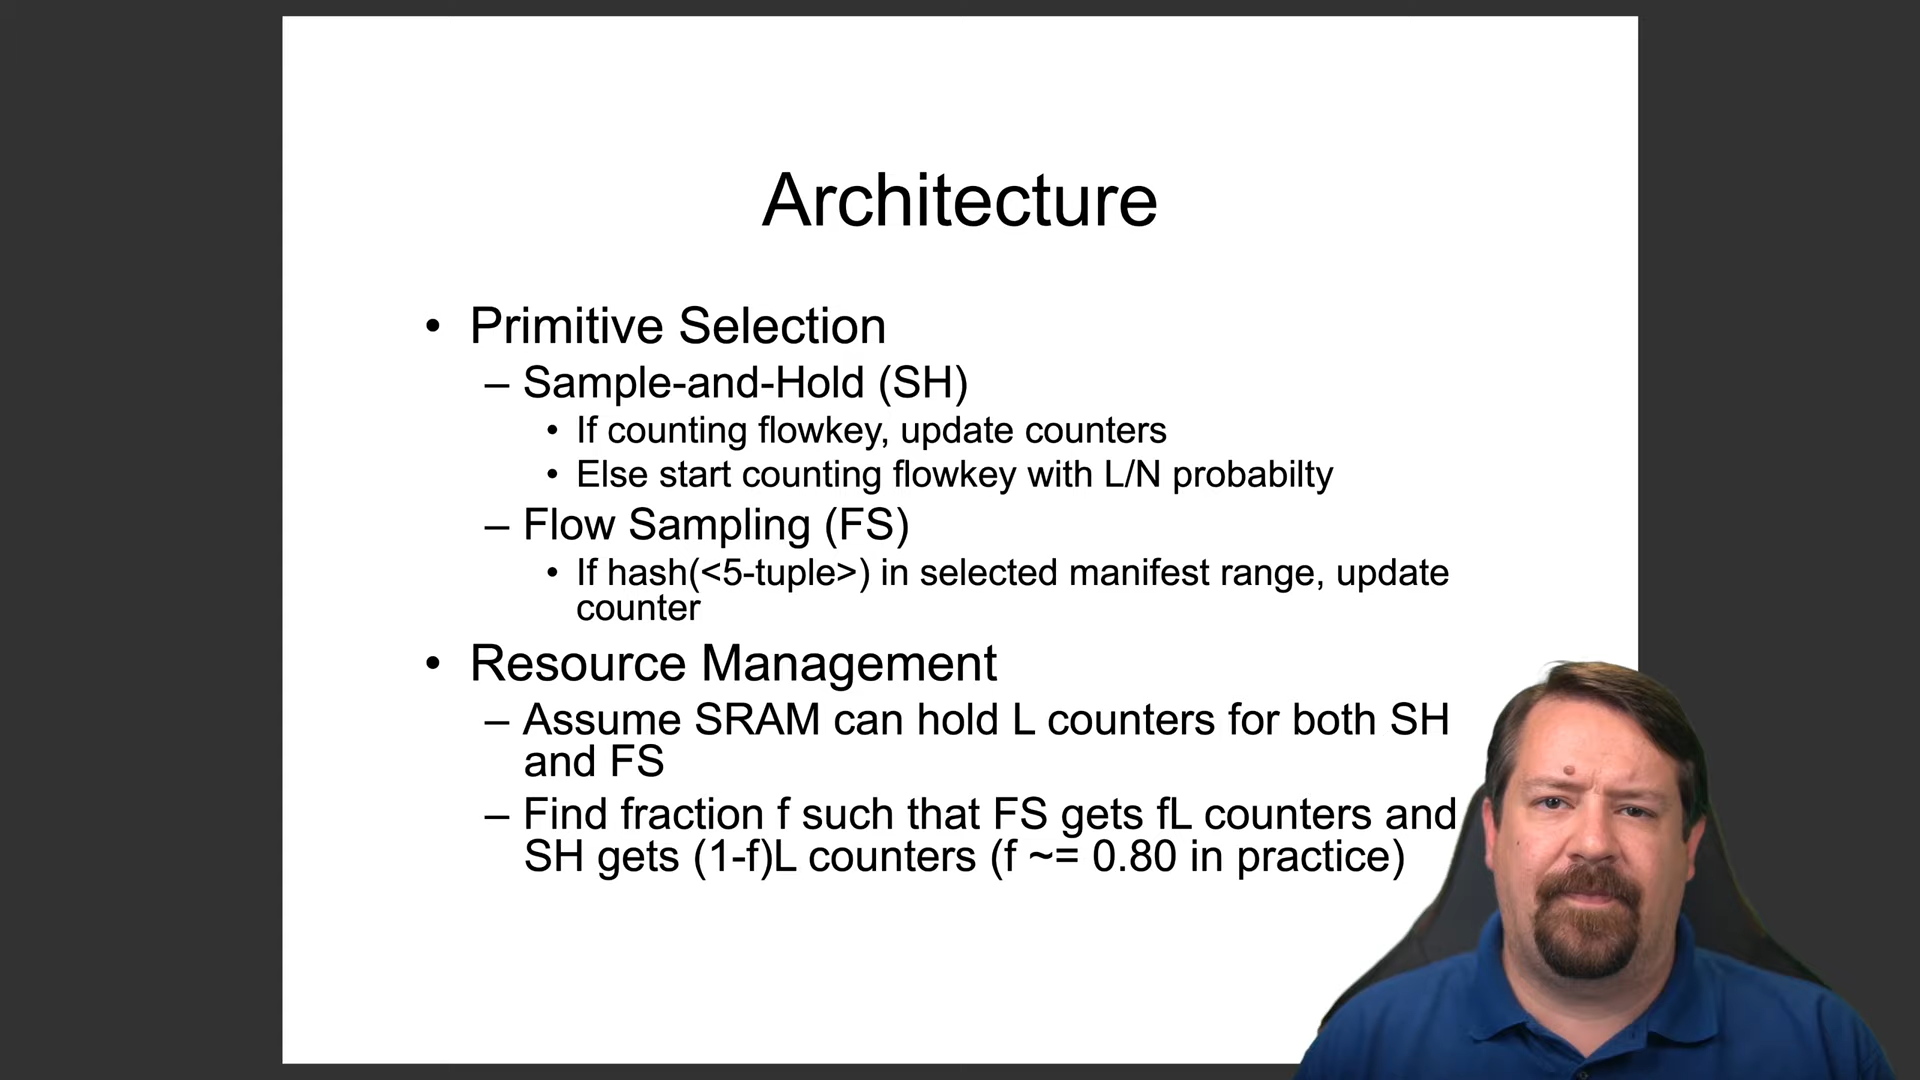 Architecture
• Primitive Selection
– Sample-and-Hold (SH)
• If counting flowkey, update counters
• Else start counting flowkey with L/N probabilty
– Flow Sampling (FS)
• If hash(<5-tuple>) in selected manifest range, update
counter
• Resource Management
– Assume SRAM can hold L counters for both SH
and FS
– Find fraction f such that FS gets fL counters and
SH gets (1-f)L counters (f ~= 0.80 in practice)